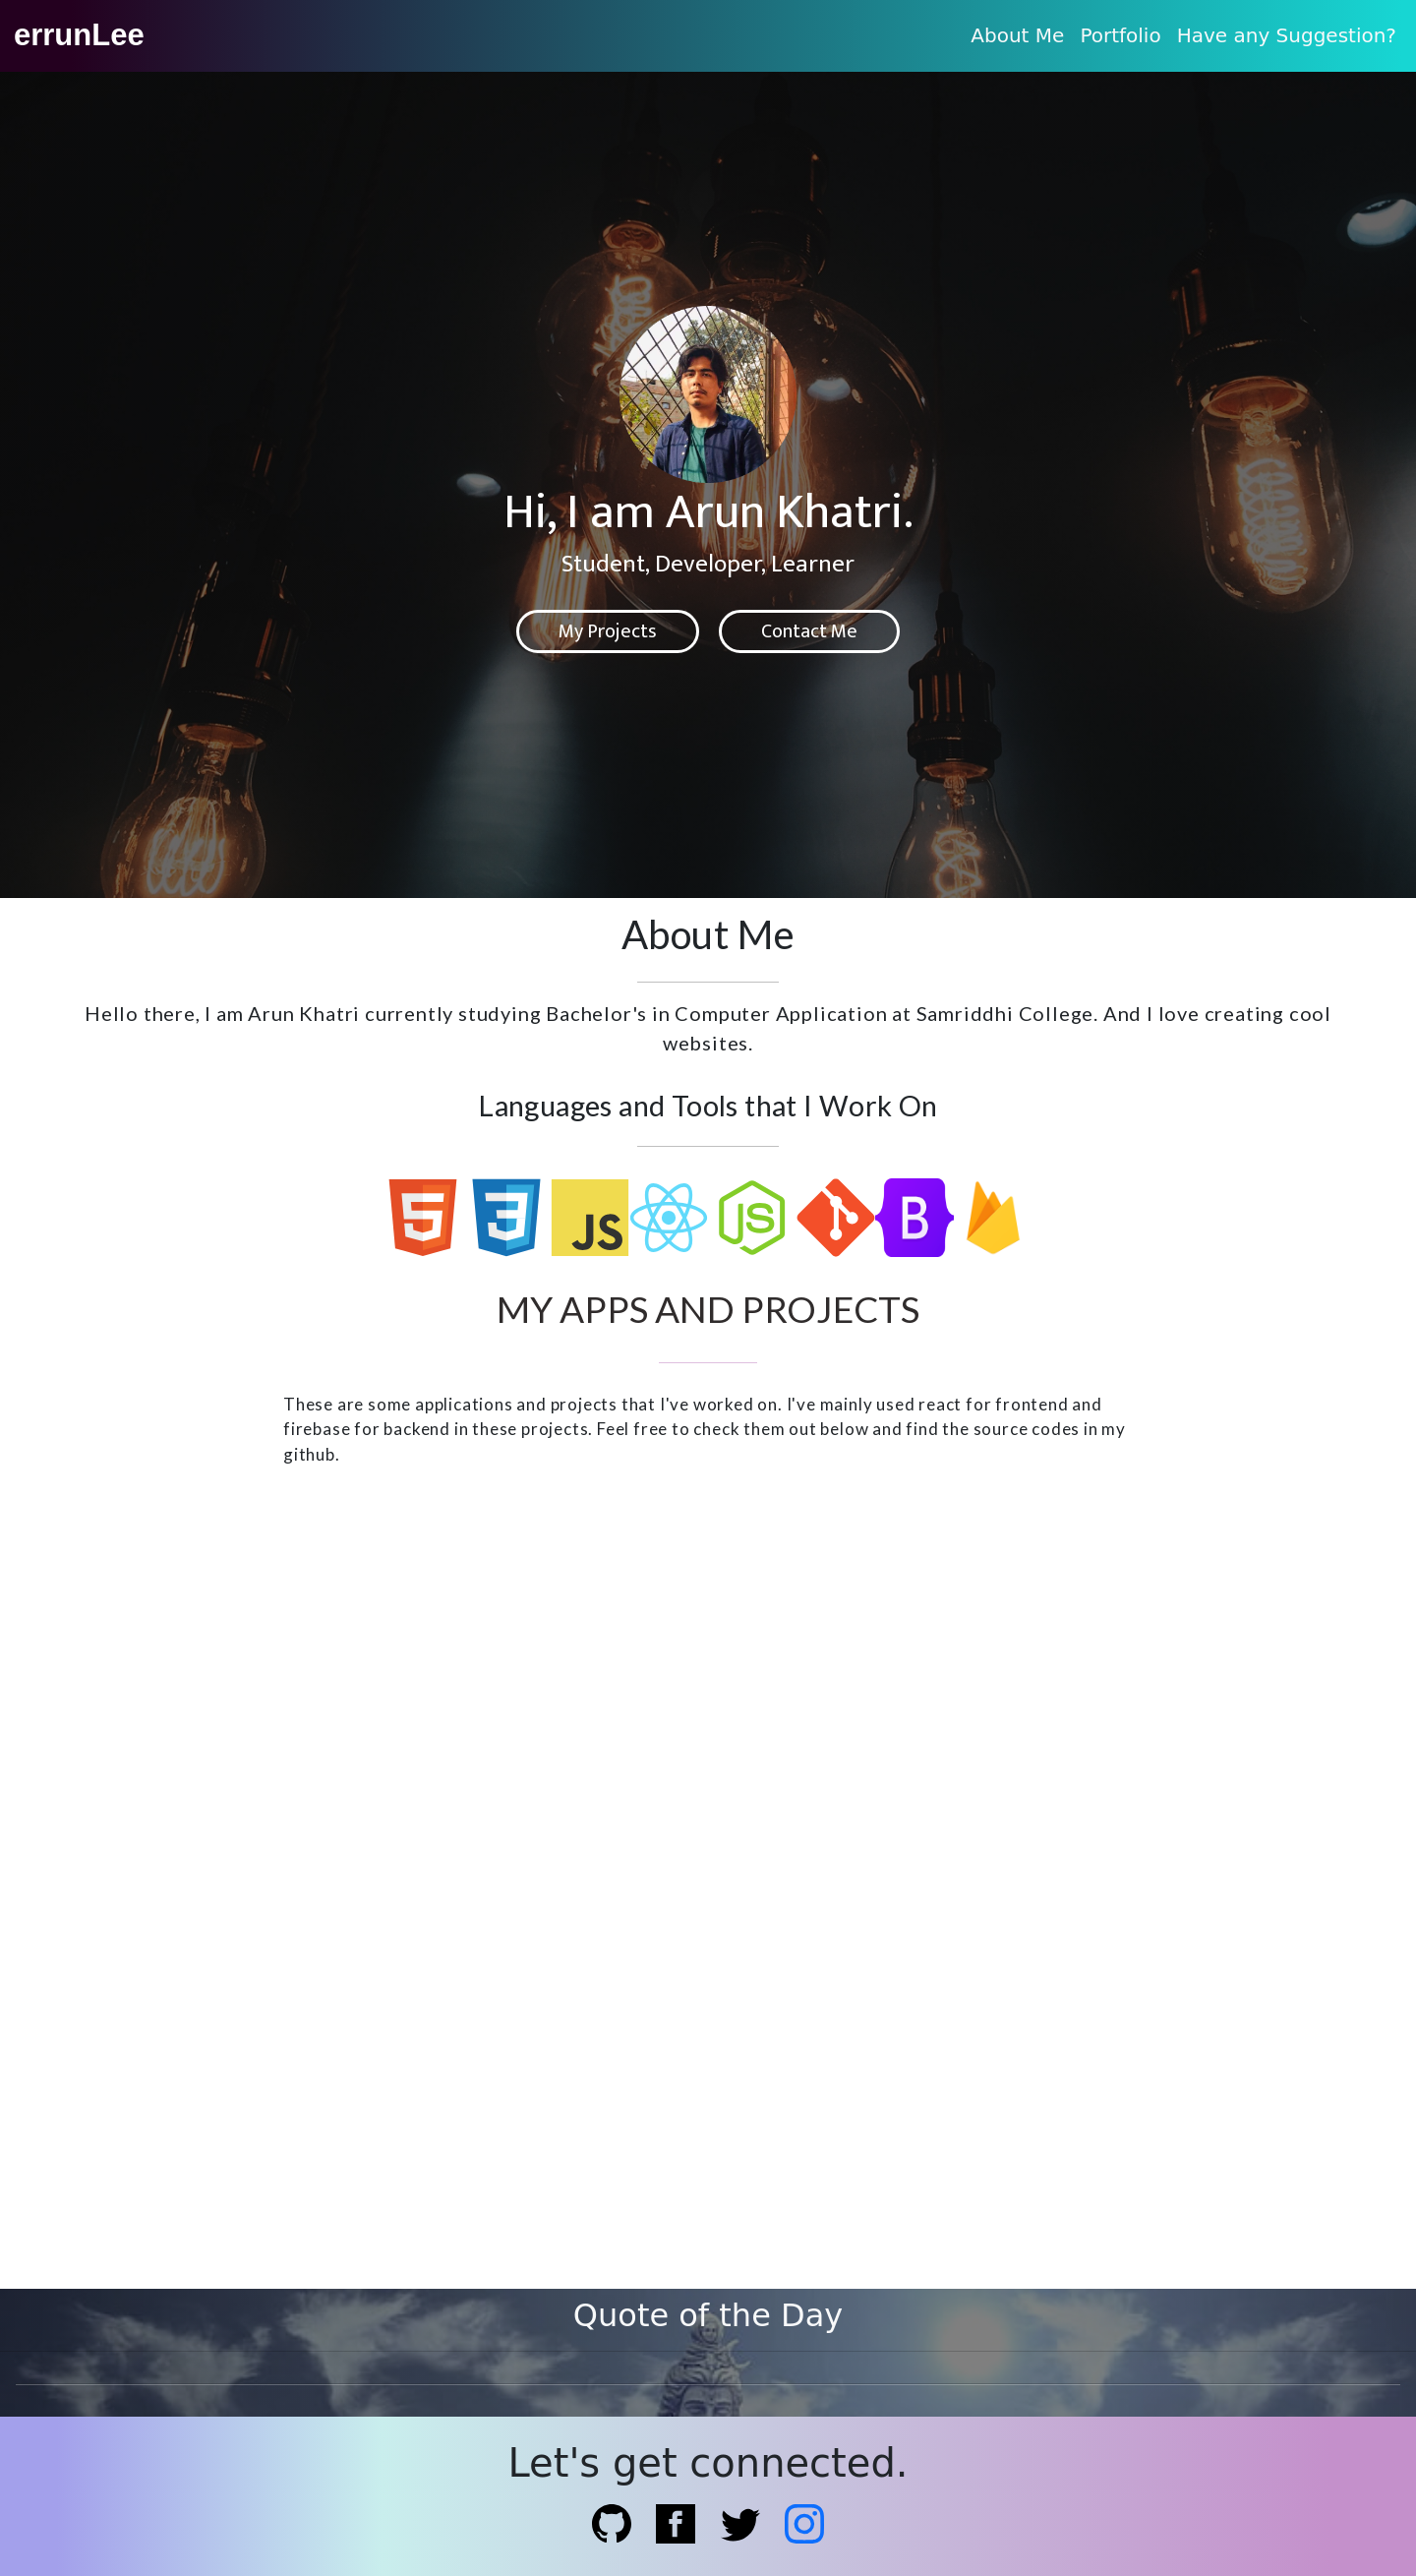 errunLee
About Me Portfolio Have any Suggestion?
Hi, I am Arun Khatri.
Student, Developer, Learner
My Projects Contact Me
About Me
Hello there, I am Arun Khatri currently studying Bachelor's in Computer Application at Samriddhi College. And I love creating cool
websites.
Languages and Tools that I Work On
5 3 JS JS B
MY APPS AND PROJECTS
These are some applications and projects that I've worked on. I've mainly used react for frontend and
firebase for backend in these projects. Feel free to check them out below and find the source codes in my
github.
Quote of the Day
Let's get connected.
f